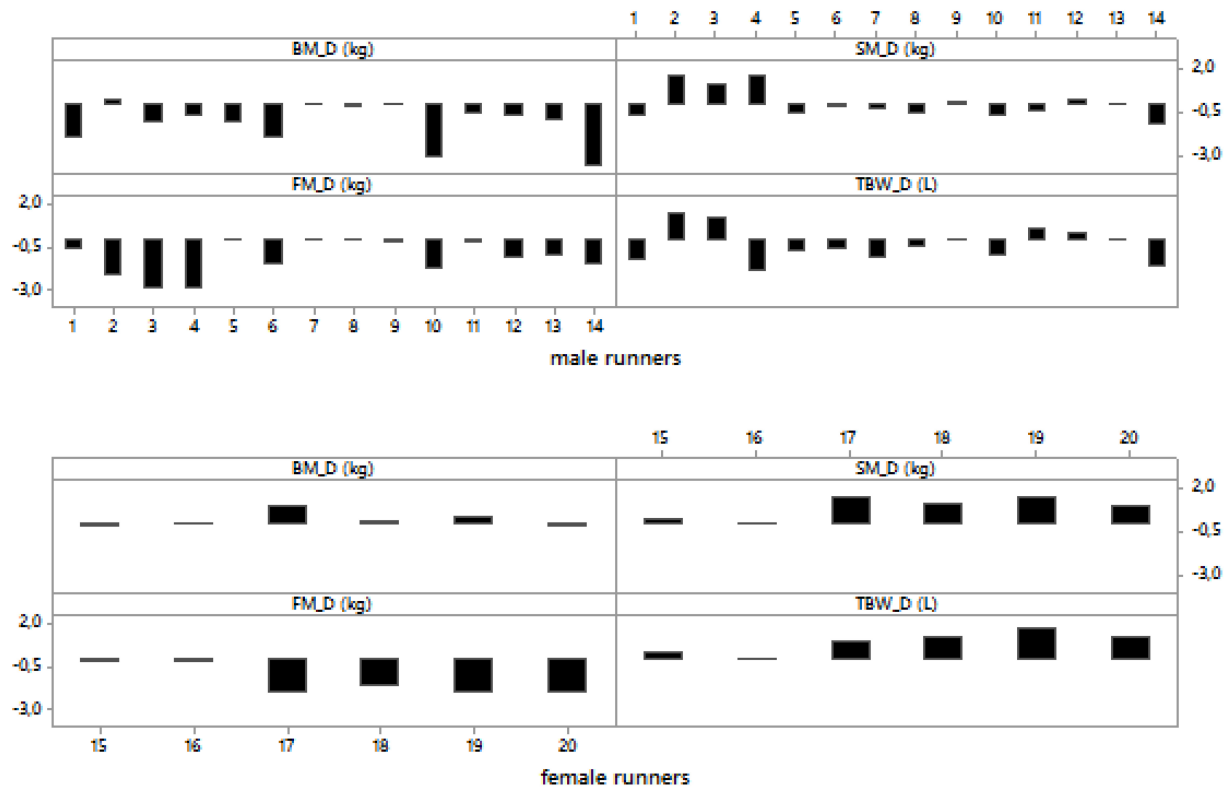 1 2 3 4 5 6 7 8 9 10 11 12 13 14
BM_D (kg) SM_D (kg)
2,0
-0,5
-3,0
FM_D (kg) TBW_D (L)
2,0
-0,5
-3,0
1 2 3 4 5 6 7 8 9 10 11 12 13 14
male runners
15 16 17 18 19 20
BM_D (kg) SM_D (kg)
2,0
-0,5
-3,0
FM_D (kg) TBW_D (L)
2,0
-0,5
-3,0
15 16 17 18 19 20
female runners